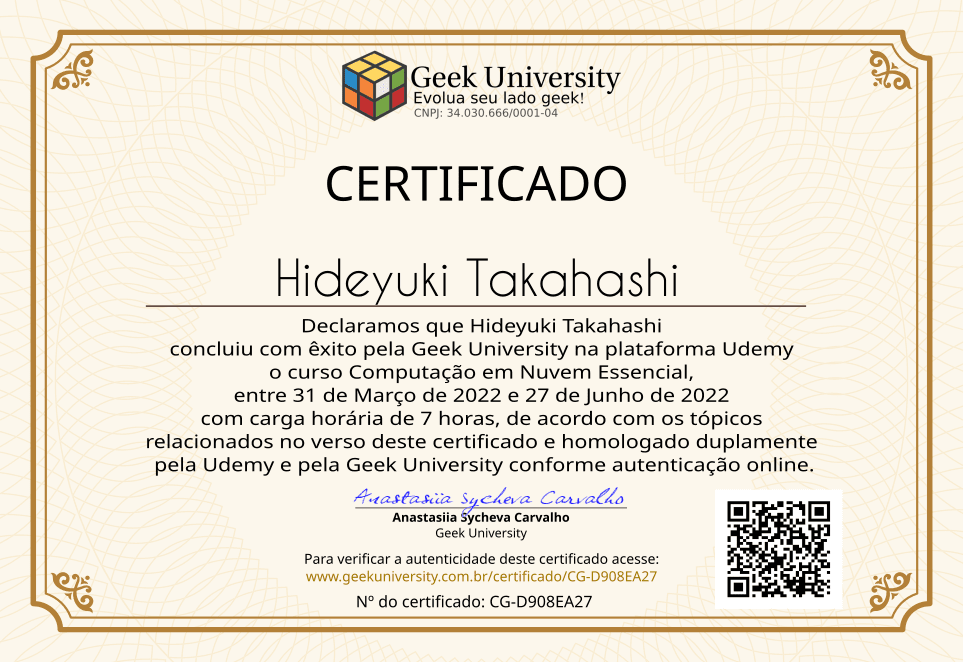 Geek University
Evolua seu lado geek!
CNPJ: 34.030.666/0001-04
CERTIFICADO
Hideyuki Takahashi
Declaramos que Hideyuki Takahashi
concluiu com êxito pela Geek University na plataforma Udemy
o curso Computação em Nuvem Essencial,
entre 31 de Março de 2022 e 27 de Junho de 2022
com carga horária de 7 horas, de acordo com os tópicos
relacionados no verso deste certificado e homologado duplamente
pela Udemy e pela Geek University conforme autenticação online.
Anastasiia Sycheva Carvalho
Anastasiia Sycheva Carvalho
Geek University
Para verificar a autenticidade deste certificado acesse:
www.geekuniversity.com.br/certificado/CG-D908EA27
Nº do certificado: CG-D908EA27